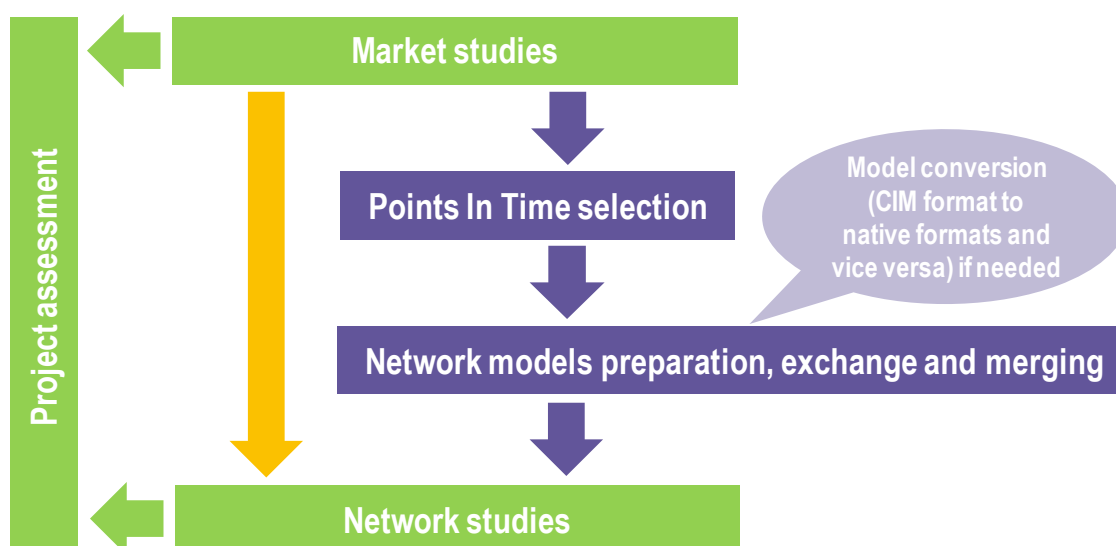 Market studies
Project assessment
Points In Time selection
Model conversion
(CIM format to
native formats and
vice versa) if needed
Network models preparation, exchange and merging
Network studies